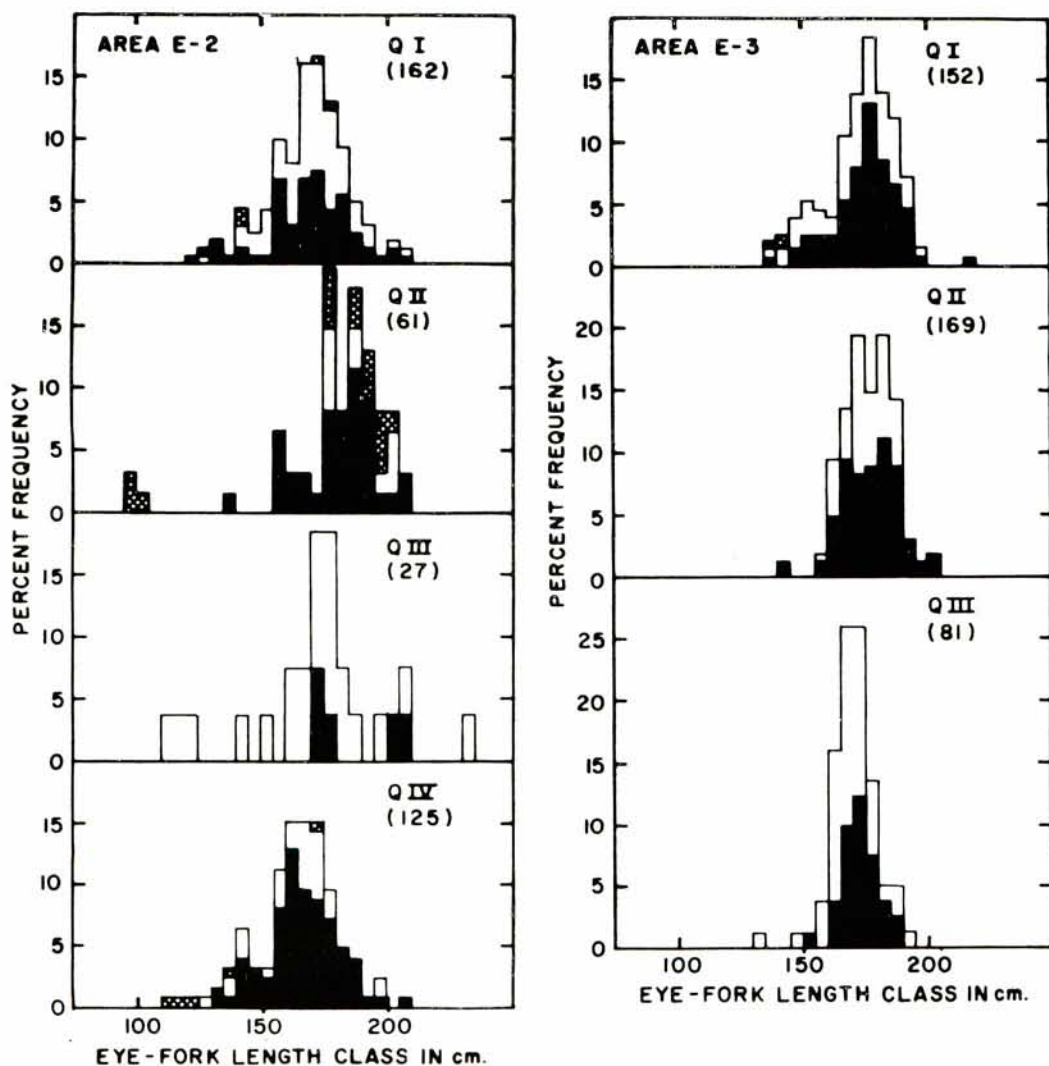 AREA E-2
Q I
(162)
15
10
5
0
Q II
(61)
15
10
5
0
Q III
(27)
15
10
5
0
Q IV
(125)
15
10
5
0
100 150 200
PERCENT FREQUENCY
EYE-FORK LENGTH CLASS IN cm.
AREA E-3
Q I
(152)
15
10
5
0
Q II
(169)
20
15
10
5
0
Q III
(81)
25
20
15
10
5
0
100 150 200
PERCENT FREQUENCY
EYE-FORK LENGTH CLASS IN cm.